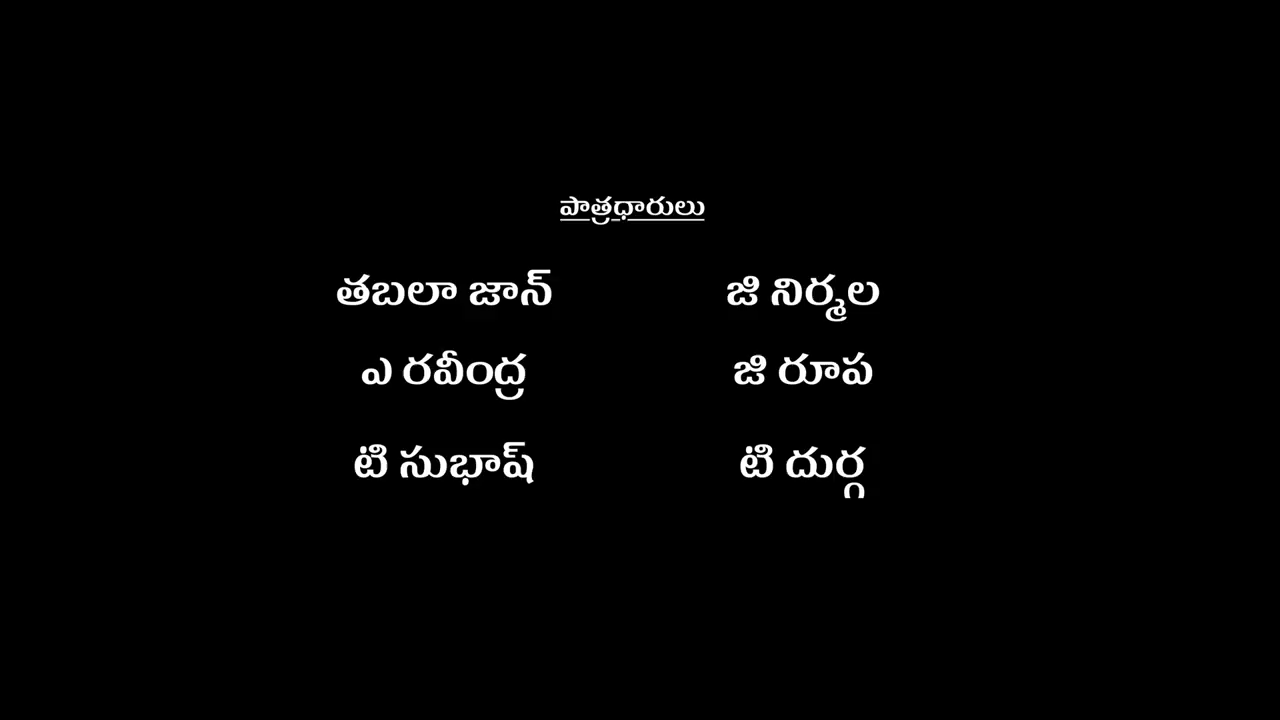 పాత్రధారులు
తబలా జాన్ జి నిర్మల
ఎ రవీంద్ర జి రూప
టి సుభాష్ టి దుర్గ